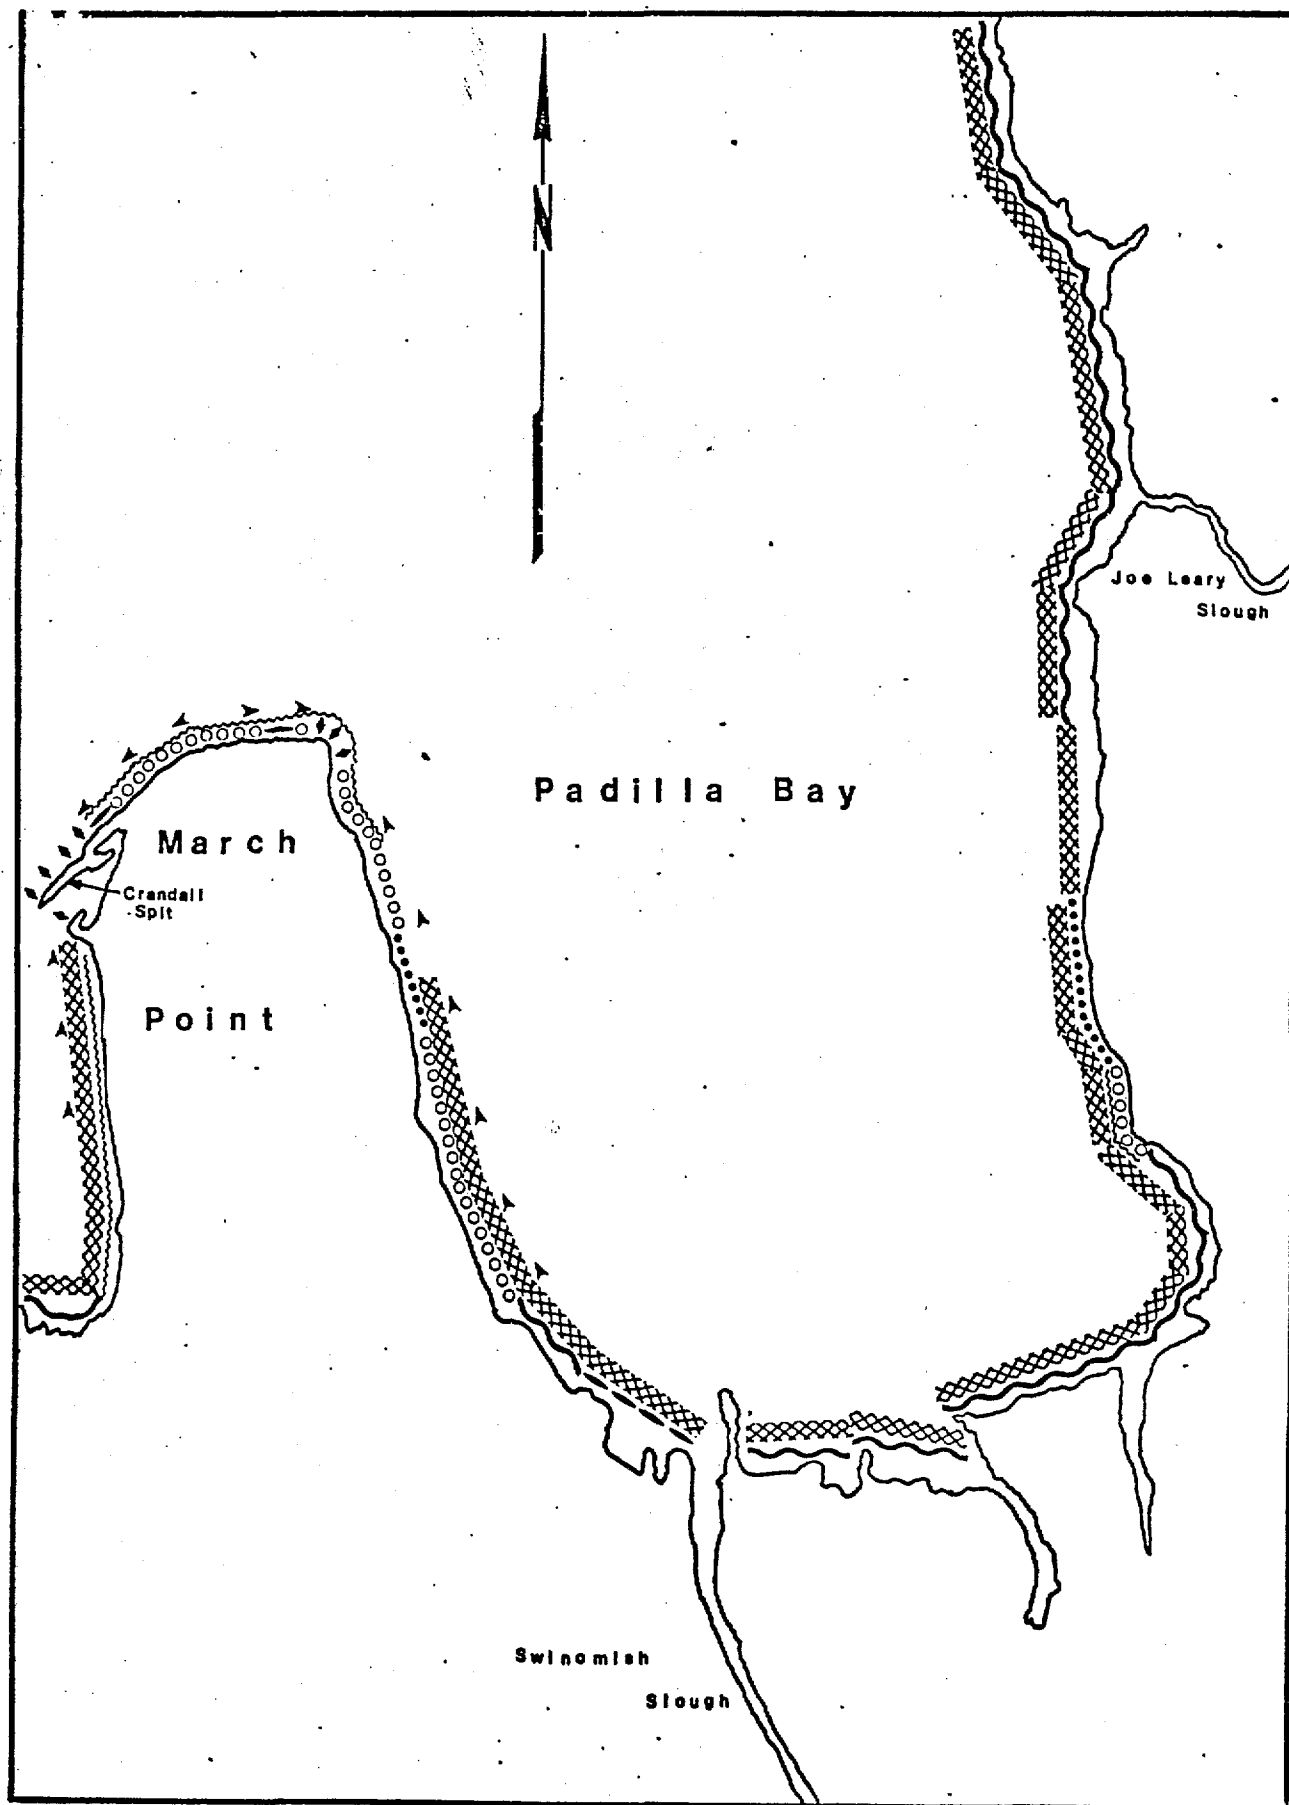 N
Joe Leary
Slough
Padilla Bay
March
Crandall
Spit
Point
Swinomish
Slough